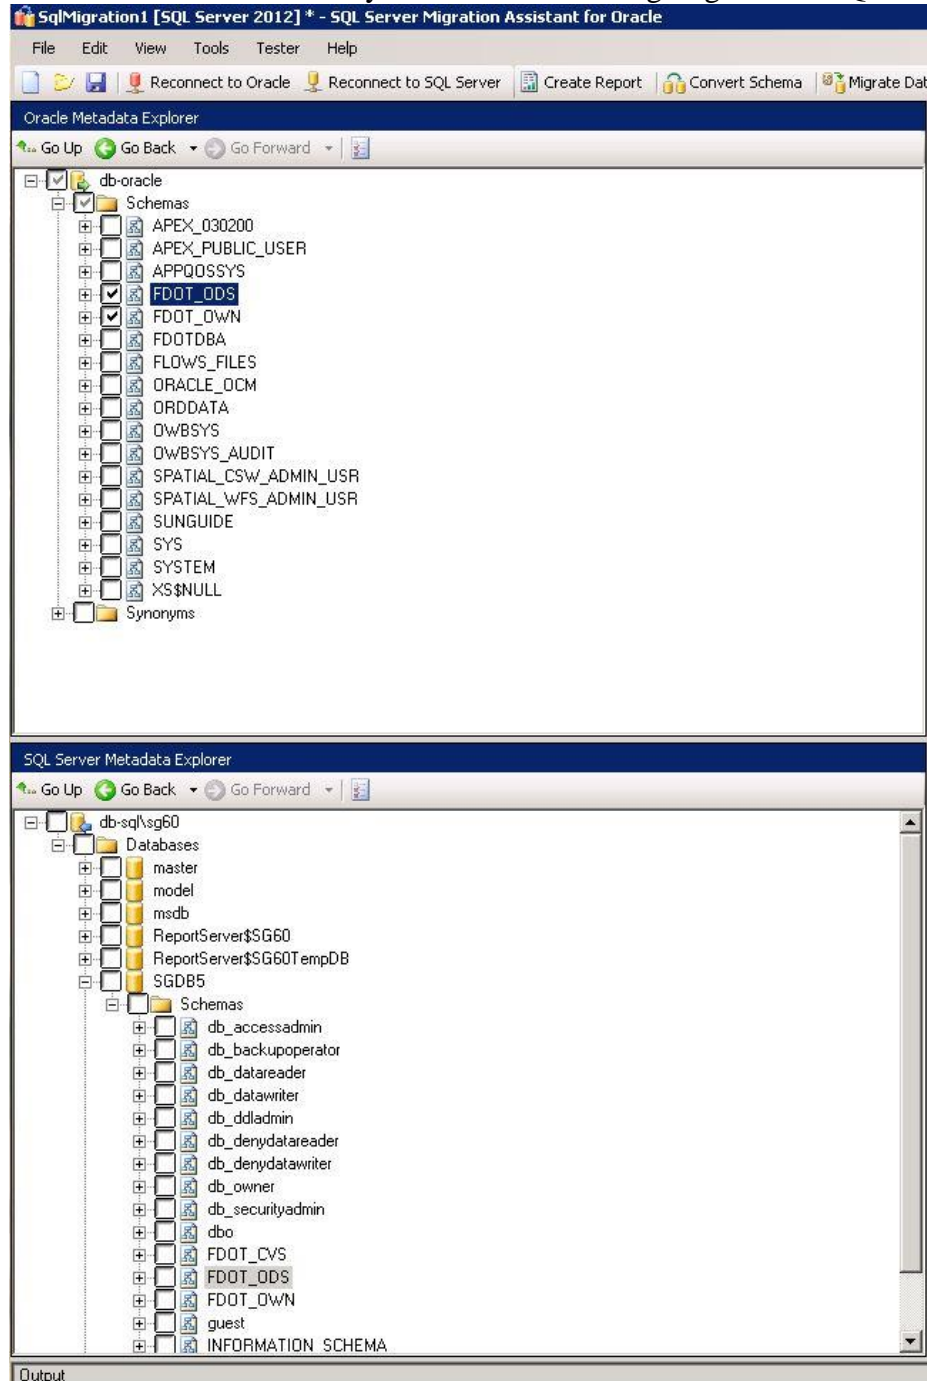 SqlMigration1 [SQL Server 2012] * - SQL Server Migration Assistant for Oracle
File Edit View Tools Tester Help
Reconnect to Oracle Reconnect to SQL Server Create Report Convert Schema Migrate Dat
Oracle Metadata Explorer
Go Up Go Back Go Forward
db-oracle
Schemas
APEX_030200
APEX_PUBLIC_USER
APPQOSSYS
FDOT_ODS
FDOT_OWN
FDOTDBA
FLOWS_FILES
ORACLE_OCM
ORDDATA
OWBSYS
OWBSYS_AUDIT
SPATIAL_CSW_ADMIN_USR
SPATIAL_WFS_ADMIN_USR
SUNGUIDE
SYS
SYSTEM
XS$NULL
Synonyms
SQL Server Metadata Explorer
Go Up Go Back Go Forward
db-sql\sg60
Databases
master
model
msdb
ReportServer$SG60
ReportServer$SG60TempDB
SGDB5
Schemas
db_accessadmin
db_backupoperator
db_datareader
db_datawriter
db_ddladmin
db_denydatareader
db_denydatawriter
db_owner
db_securityadmin
dbo
FDOT_CVS
FDOT_ODS
FDOT_OWN
guest
INFORMATION_SCHEMA
Output